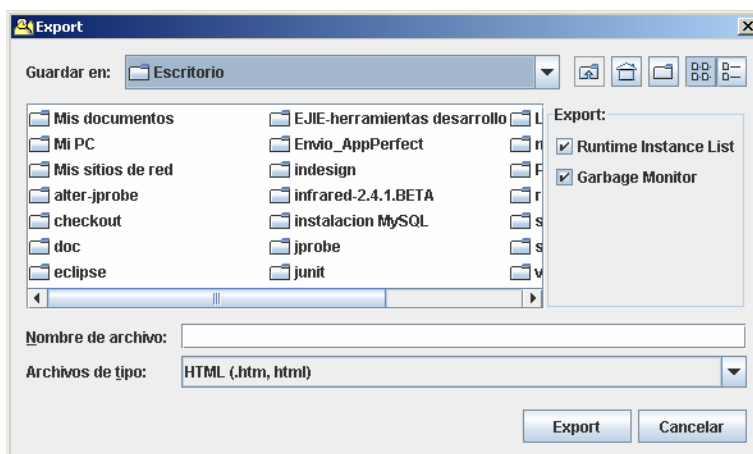 Export
Guardar en: Escritorio
Mis documentos
Mi PC
Mis sitios de red
alter-jprobe
checkout
doc
eclipse
EJIE-herramientas desarrollo
Envio_AppPerfect
indesign
infrared-2.4.1.BETA
instalacion MySQL
jprobe
junit
Export:
Runtime Instance List
Garbage Monitor
Nombre de archivo:
Archivos de tipo: HTML (.htm, html)
Export Cancelar